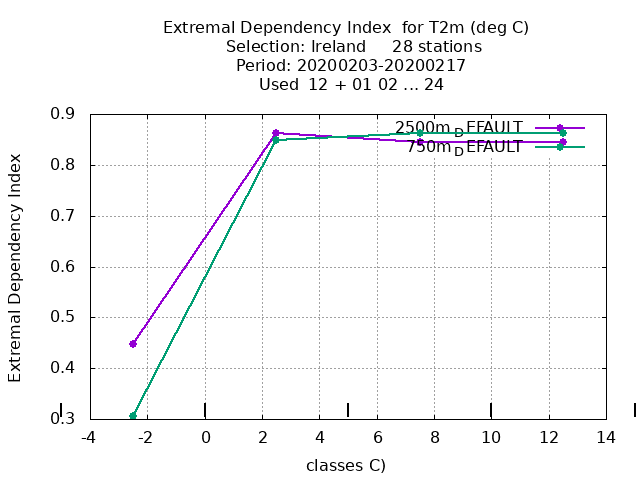 Extremal Dependency Index for T2m (deg C)
Selection: Ireland 28 stations
Period: 20200203-20200217
Used 12 + 01 02 ... 24
2500m_DEFAULT
750m_DEFAULT
Extremal Dependency Index
0.9
0.8
0.7
0.6
0.5
0.4
0.3
-4 -2 0 2 4 6 8 10 12 14
classes C)